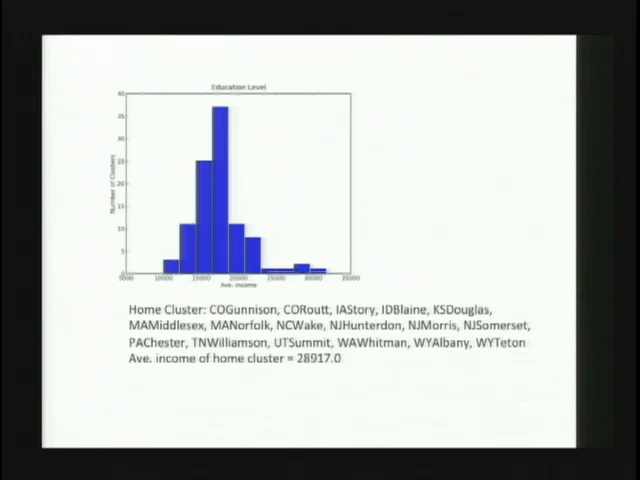 Education Level
40
35
30
25
20
15
10
5
0
Number of Clusters
5000 10000 15000 20000 25000 30000 35000
Ave. Income
Home Cluster: COGunnison, CORoutt, IAStory, IDBlaine, KSDouglas,
MAMiddlesex, MANorfolk, NCWake, NJHunterdon, NJMorris, NJSomerset,
PAChester, TNWilliamson, UTSummit, WAWhitman, WYAlbany, WYTeton
Ave. income of home cluster = 28917.0